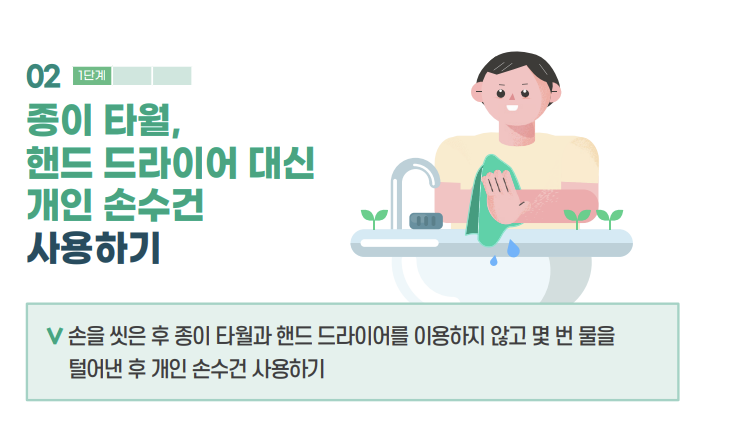 02 1단계
종이 타월,
핸드 드라이어 대신
개인 손수건
사용하기
V 손을 씻은 후 종이 타월과 핸드 드라이어를 이용하지 않고 몇 번 물을
털어낸 후 개인 손수건 사용하기